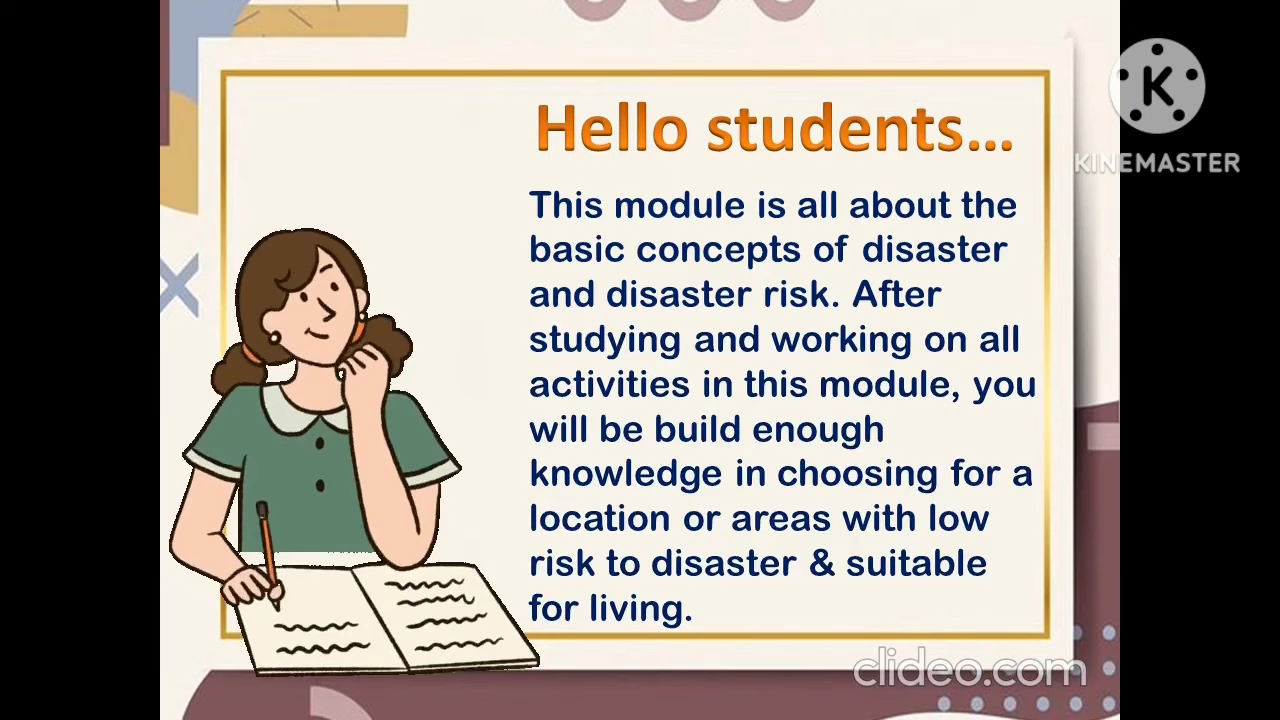 Hello students...
K
KINEMASTER
This module is all about the
basic concepts of disaster
and disaster risk. After
studying and working on all
activities in this module, you
will be build enough
knowledge in choosing for a
location or areas with low
risk to disaster & suitable
for living.
clideo.com